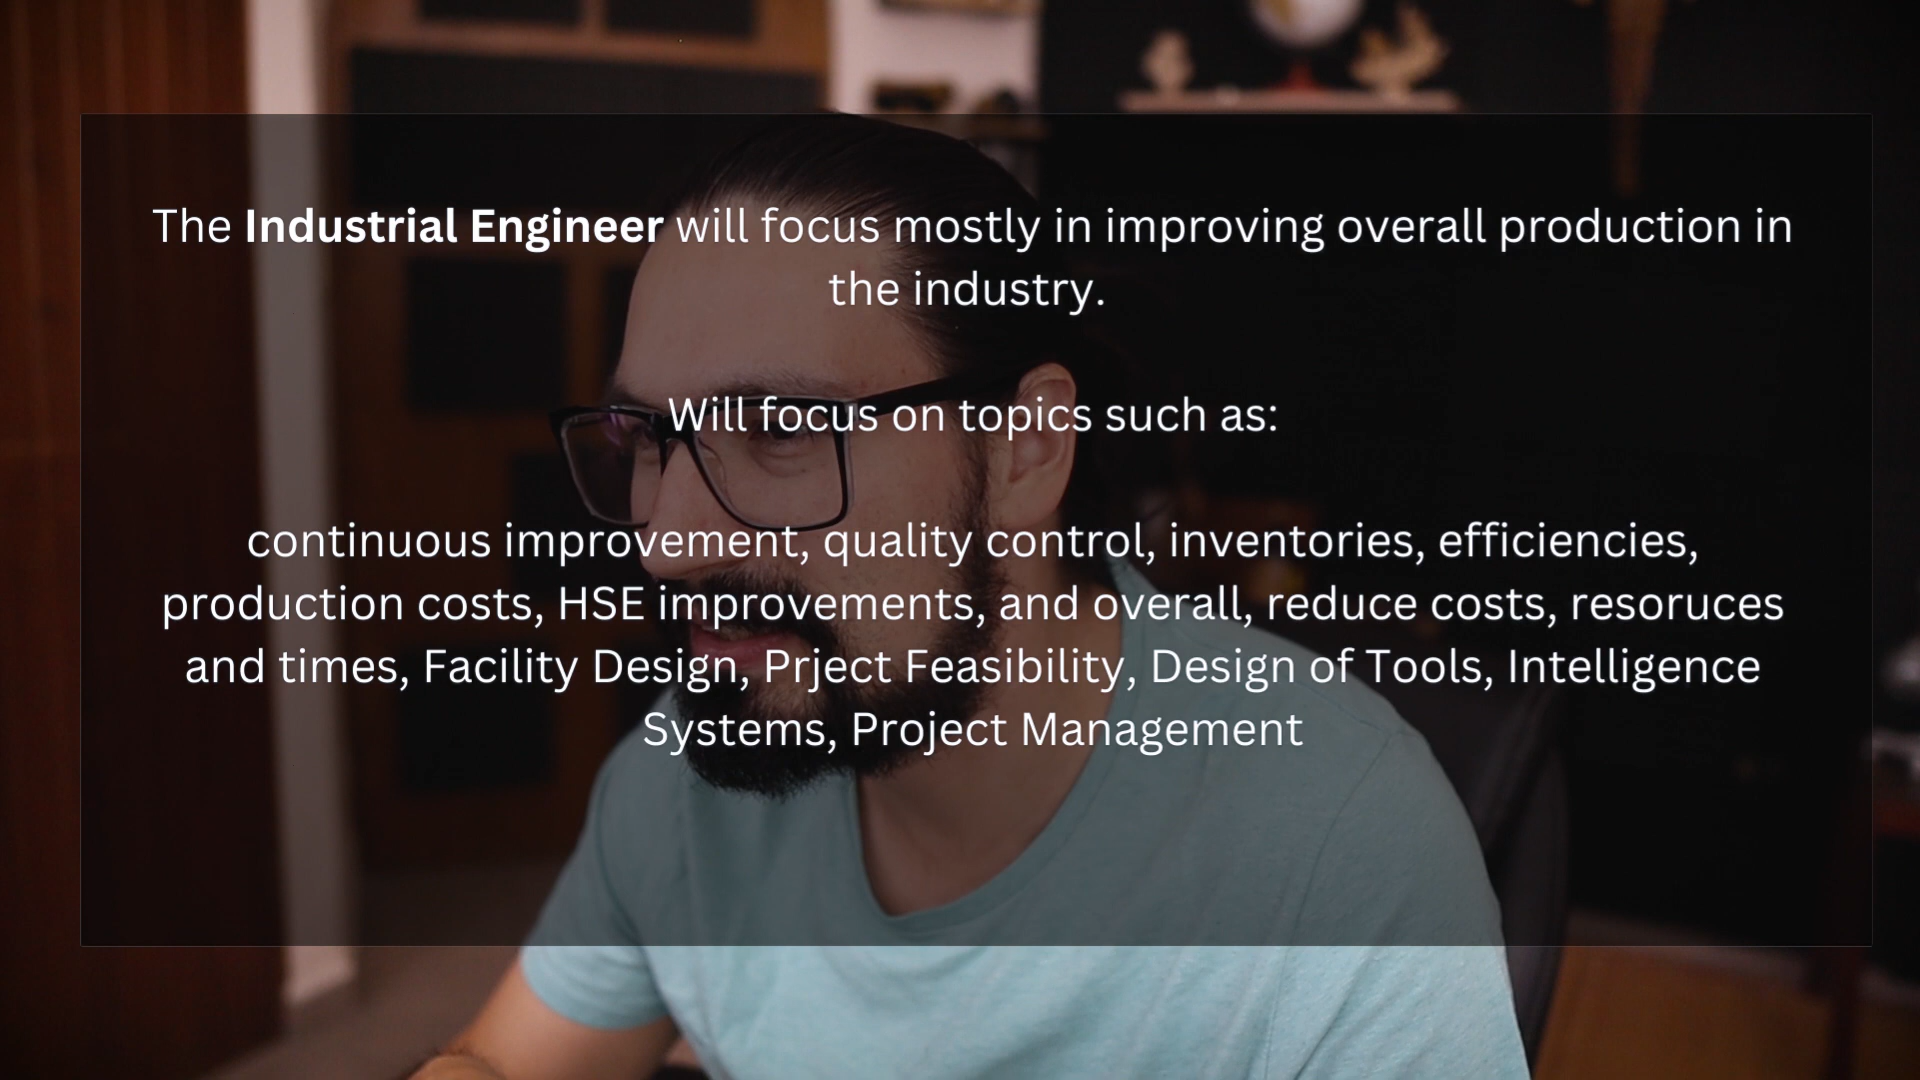 The Industrial Engineer will focus mostly in improving overall production in
the industry.
Will focus on topics such as:
continuous improvement, quality control, inventories, efficiencies,
production costs, HSE improvements, and overall, reduce costs, resoruces
and times, Facility Design, Prject Feasibility, Design of Tools, Intelligence
Systems, Project Management